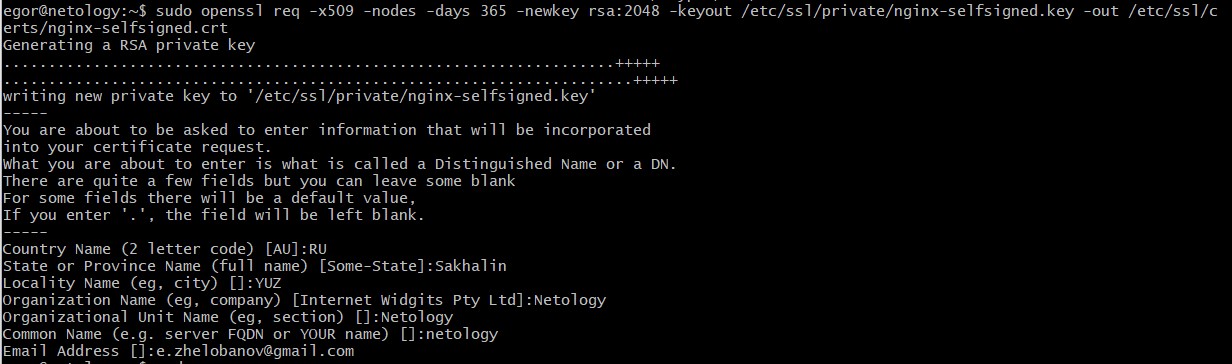 egor@netology:~$ sudo openssl req -x509 -nodes -days 365 -newkey rsa:2048 -keyout /etc/ssl/private/nginx-selfsigned.key -out /etc/ssl/c
erts/nginx-selfsigned.crt
Generating a RSA private key
.......................................................................+++++
.........................................................................+++++
writing new private key to '/etc/ssl/private/nginx-selfsigned.key'
-----
You are about to be asked to enter information that will be incorporated
into your certificate request.
What you are about to enter is what is called a Distinguished Name or a DN.
There are quite a few fields but you can leave some blank
For some fields there will be a default value,
If you enter '.', the field will be left blank.
-----
Country Name (2 letter code) [AU]:RU
State or Province Name (full name) [Some-State]:Sakhalin
Locality Name (eg, city) []:YUZ
Organization Name (eg, company) [Internet Widgits Pty Ltd]:Netology
Organizational Unit Name (eg, section) []:Netology
Common Name (e.g. server FQDN or YOUR name) []:netology
Email Address []:e.zhelobanov@gmail.com